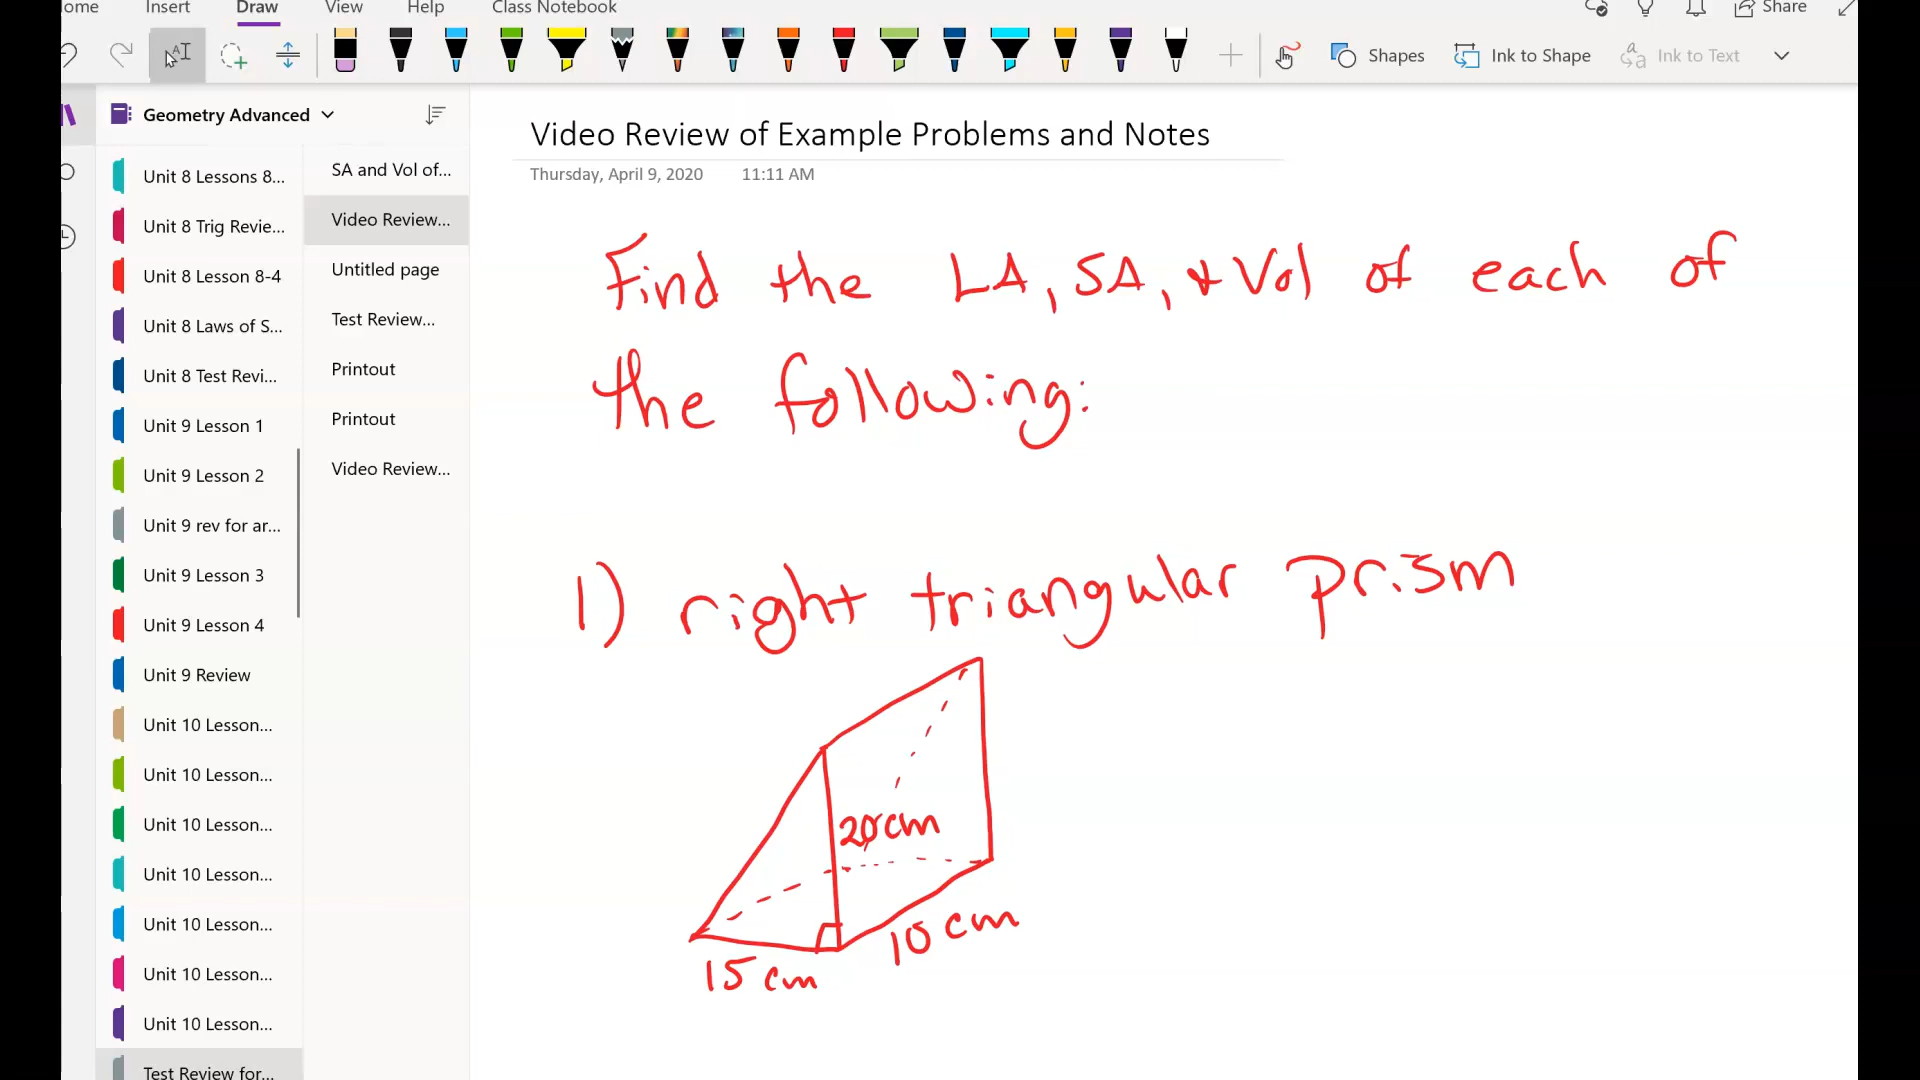 ome Insert Draw View Help Class Notebook Share
Shapes Ink to Shape Ink to Text
Geometry Advanced
Unit 8 Lessons 8...
Unit 8 Trig Revie...
Unit 8 Lesson 8-4
Unit 8 Laws of S...
Unit 8 Test Revi...
Unit 9 Lesson 1
Unit 9 Lesson 2
Unit 9 rev for ar...
Unit 9 Lesson 3
Unit 9 Lesson 4
Unit 9 Review
Unit 10 Lesson...
Unit 10 Lesson...
Unit 10 Lesson...
Unit 10 Lesson...
Unit 10 Lesson...
Unit 10 Lesson...
Unit 10 Lesson...
Test Review for...
SA and Vol of...
Video Review...
Untitled page
Test Review...
Printout
Printout
Video Review...
Video Review of Example Problems and Notes
Thursday, April 9, 2020 11:11 AM
Find the LA, SA, + Vol of each of
the following:
1) right triangular prism
20cm
10 cm
15 cm